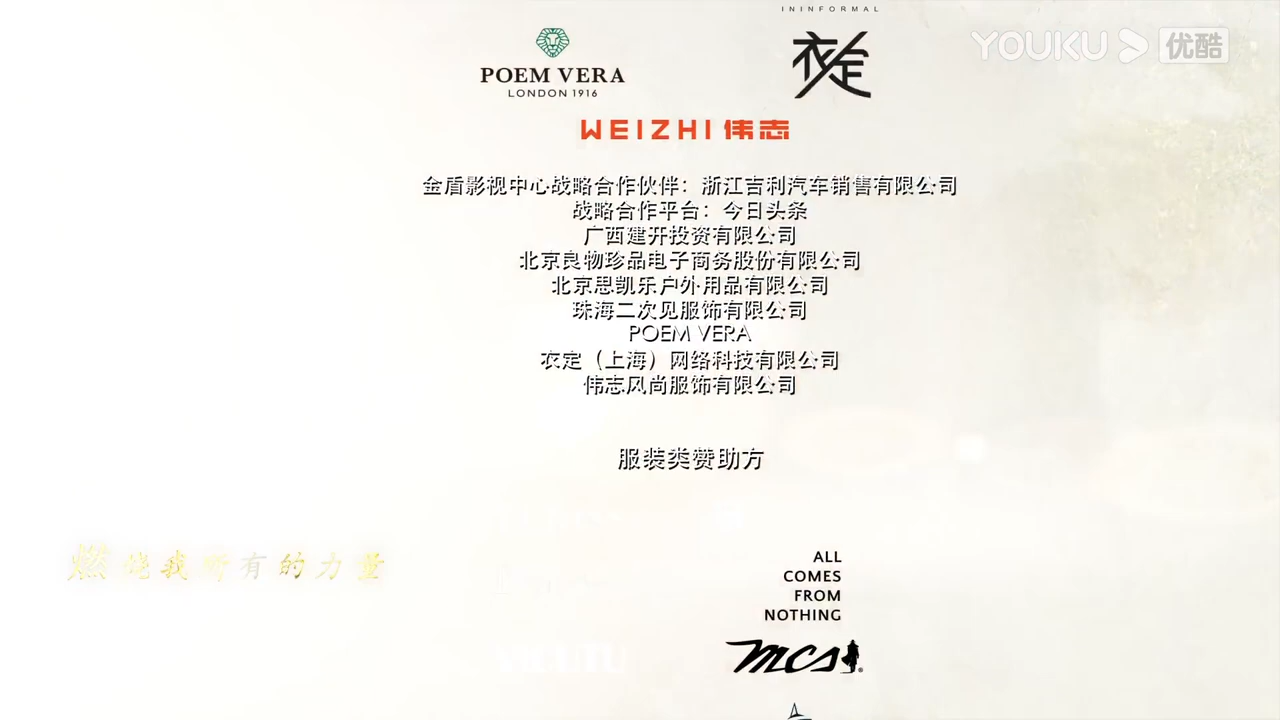 ININFORMAL
YOUKU 优酷
POEM VERA
LONDON 1916
衣定
WEIZHI 伟志
金盾影视中心战略合作伙伴：浙江吉利汽车销售有限公司
战略合作平台：今日头条
广西建开投资有限公司
北京良物珍品电子商务股份有限公司
北京思凯乐户外用品有限公司
珠海二次见服饰有限公司
POEM VERA
衣定（上海）网络科技有限公司
伟志风尚服饰有限公司
服装类赞助方
燃烧我所有的力量
ALL
COMES
FROM
NOTHING
mcs